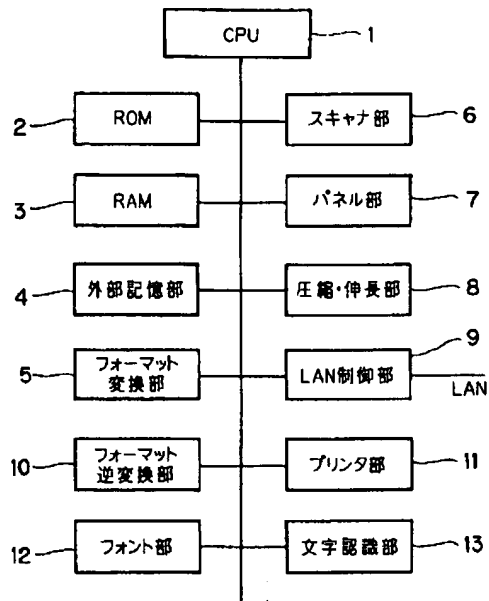 CPU
1
2
ROM
スキャナ部
6
3
RAM
パネル部
7
4
外部記憶部
圧縮・伸長部
8
5
フォーマット
変換部
LAN制御部
9
LAN
10
フォーマット
逆変換部
プリンタ部
11
12
フォント部
文字認識部
13